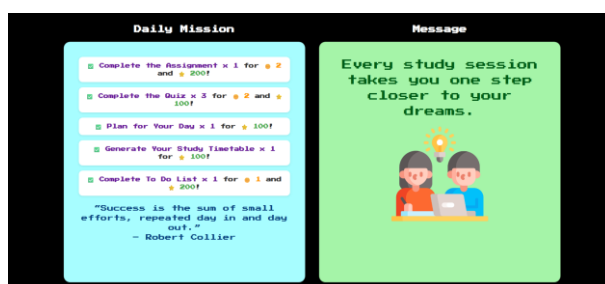 Daily Mission
Complete the Assignment x 1 for 2
and 200!
Complete the Quiz x 3 for 2 and
100!
Plan for Your Day x 1 for 100!
Generate Your Study Timetable x 1
for 100!
Complete To Do List x 1 for 1 and
200!
"Success is the sum of small
efforts, repeated day in and day
out."
— Robert Collier
Message
Every study session
takes you one step
closer to your
dreams.